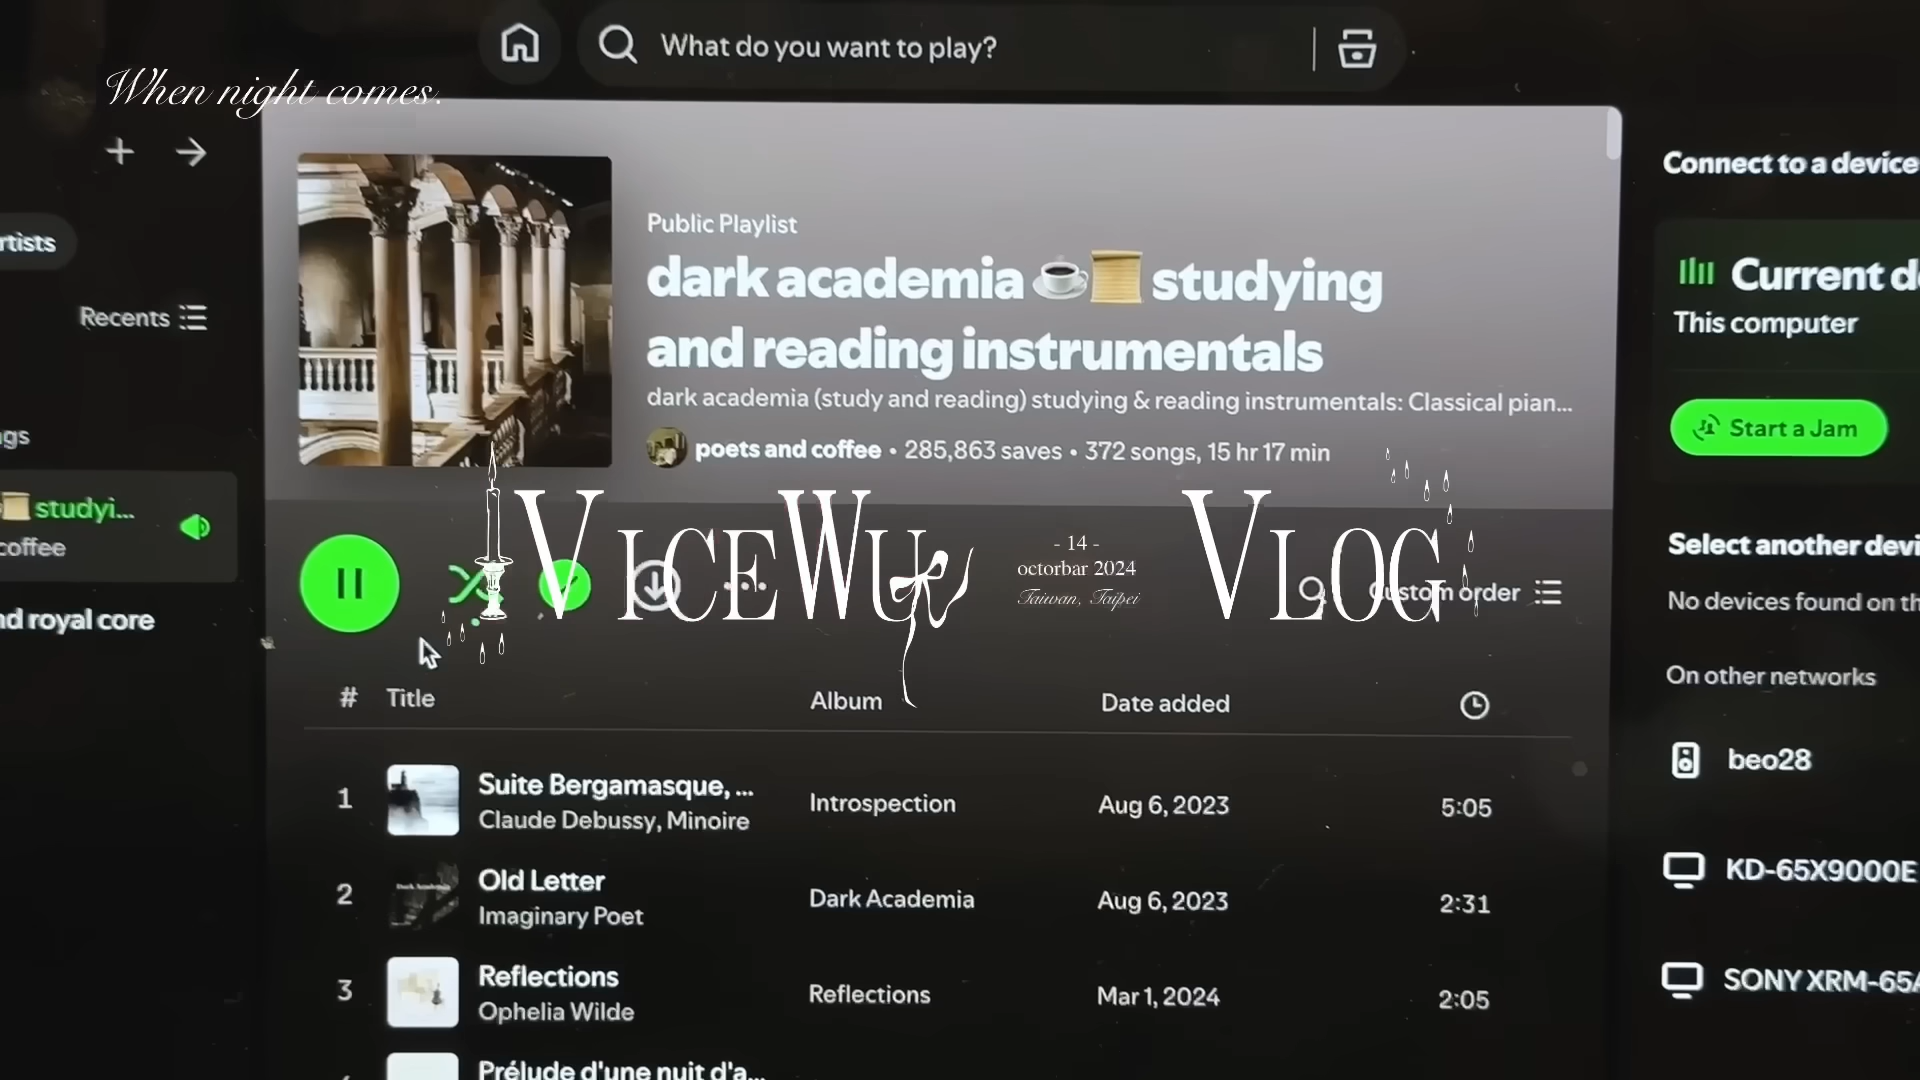 What do you want to play?
When night comes.
Connect to a device
Public Playlist
rtists
dark academia ☕📜 studying
and reading instrumentals
Current d
Recents
This computer
dark academia (study and reading) studying & reading instrumentals: Classical pian...
Start a Jam
gs
poets and coffee • 285,863 saves • 372 songs, 15 hr 17 min
studyi...
coffee
VICEWU
- 14 -
octorbar 2024
Taiwan, Taipei
VLOG
Custom order
Select another devi
No devices found on th
nd royal core
On other networks
# Title Album Date added
beo28
1 Suite Bergamasque, ... Introspection Aug 6, 2023 5:05
Claude Debussy, Minoire
KD-65X9000E
2 Old Letter Dark Academia Aug 6, 2023 2:31
Imaginary Poet
3 Reflections Reflections Mar 1, 2024 2:05
Ophelia Wilde
SONY XRM-65A
Prélude d'une nuit d'a...